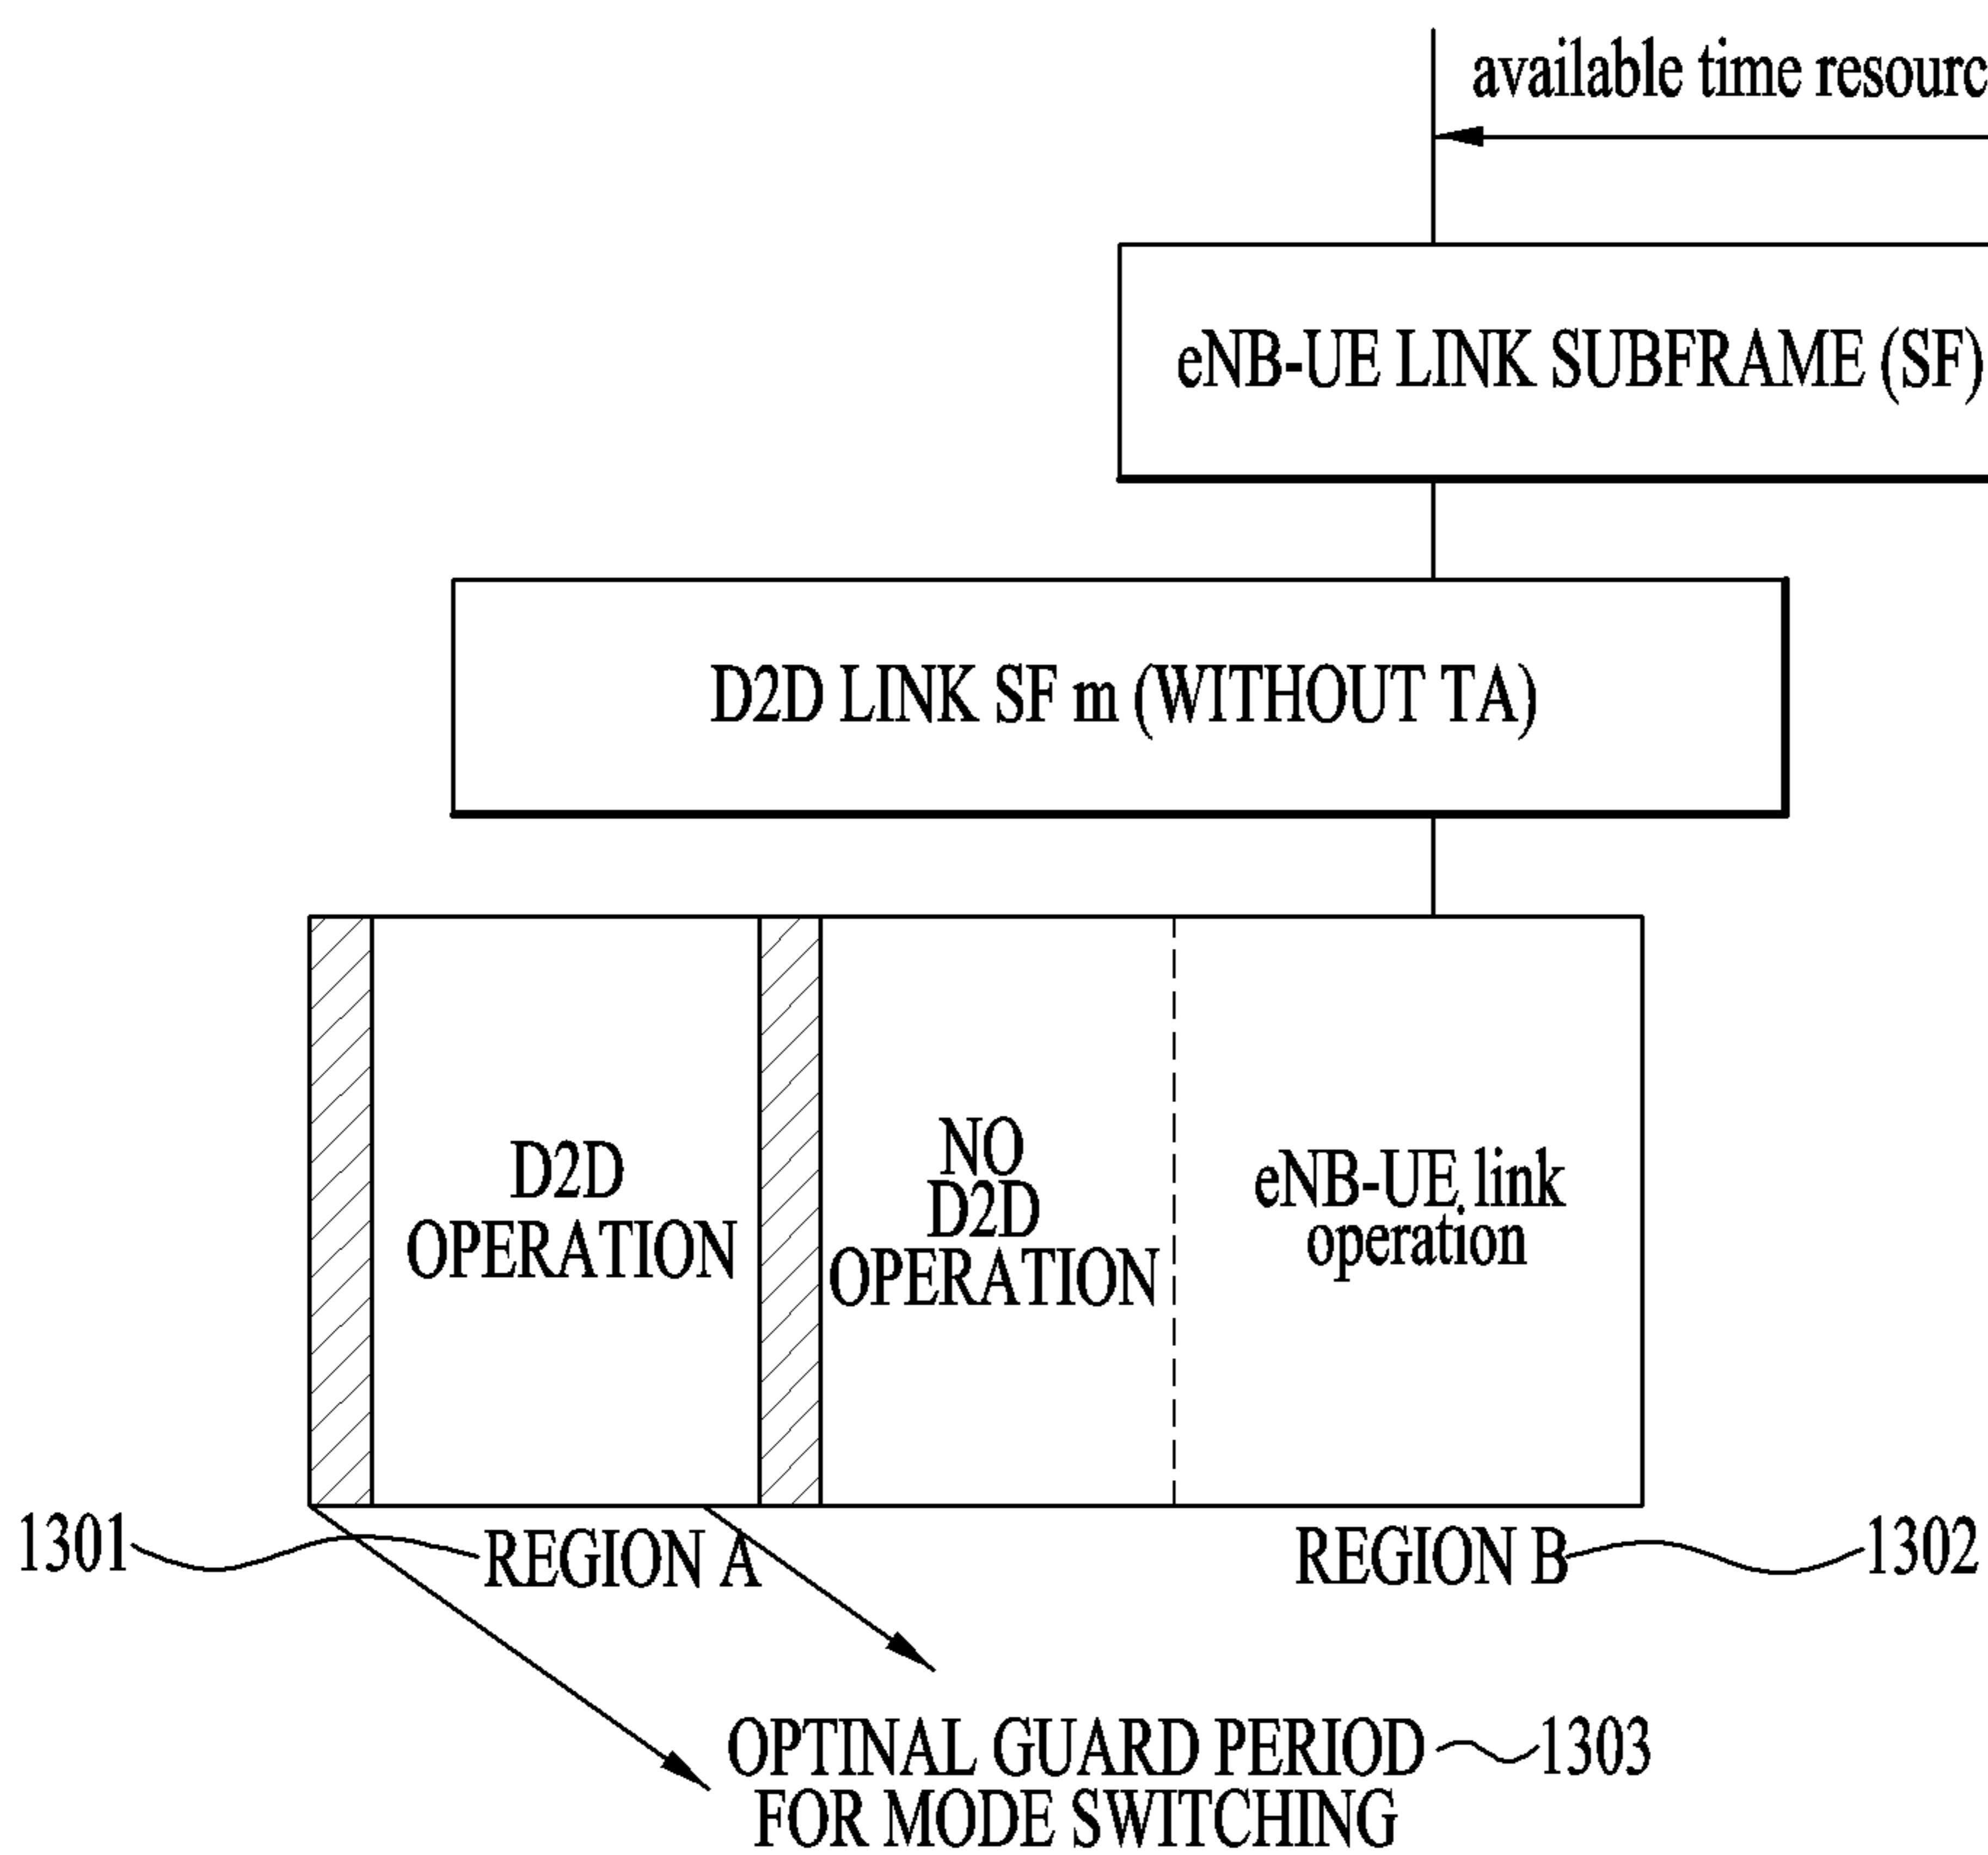 available time resourc
eNB-UE LINK SUBFRAME (SF)
D2D LINK SF m (WITHOUT TA)
D2D
OPERATION
NO
D2D
OPERATION
eNB-UE link
operation
1301
REGION A
REGION B
1302
OPTINAL GUARD PERIOD
1303
FOR MODE SWITCHING